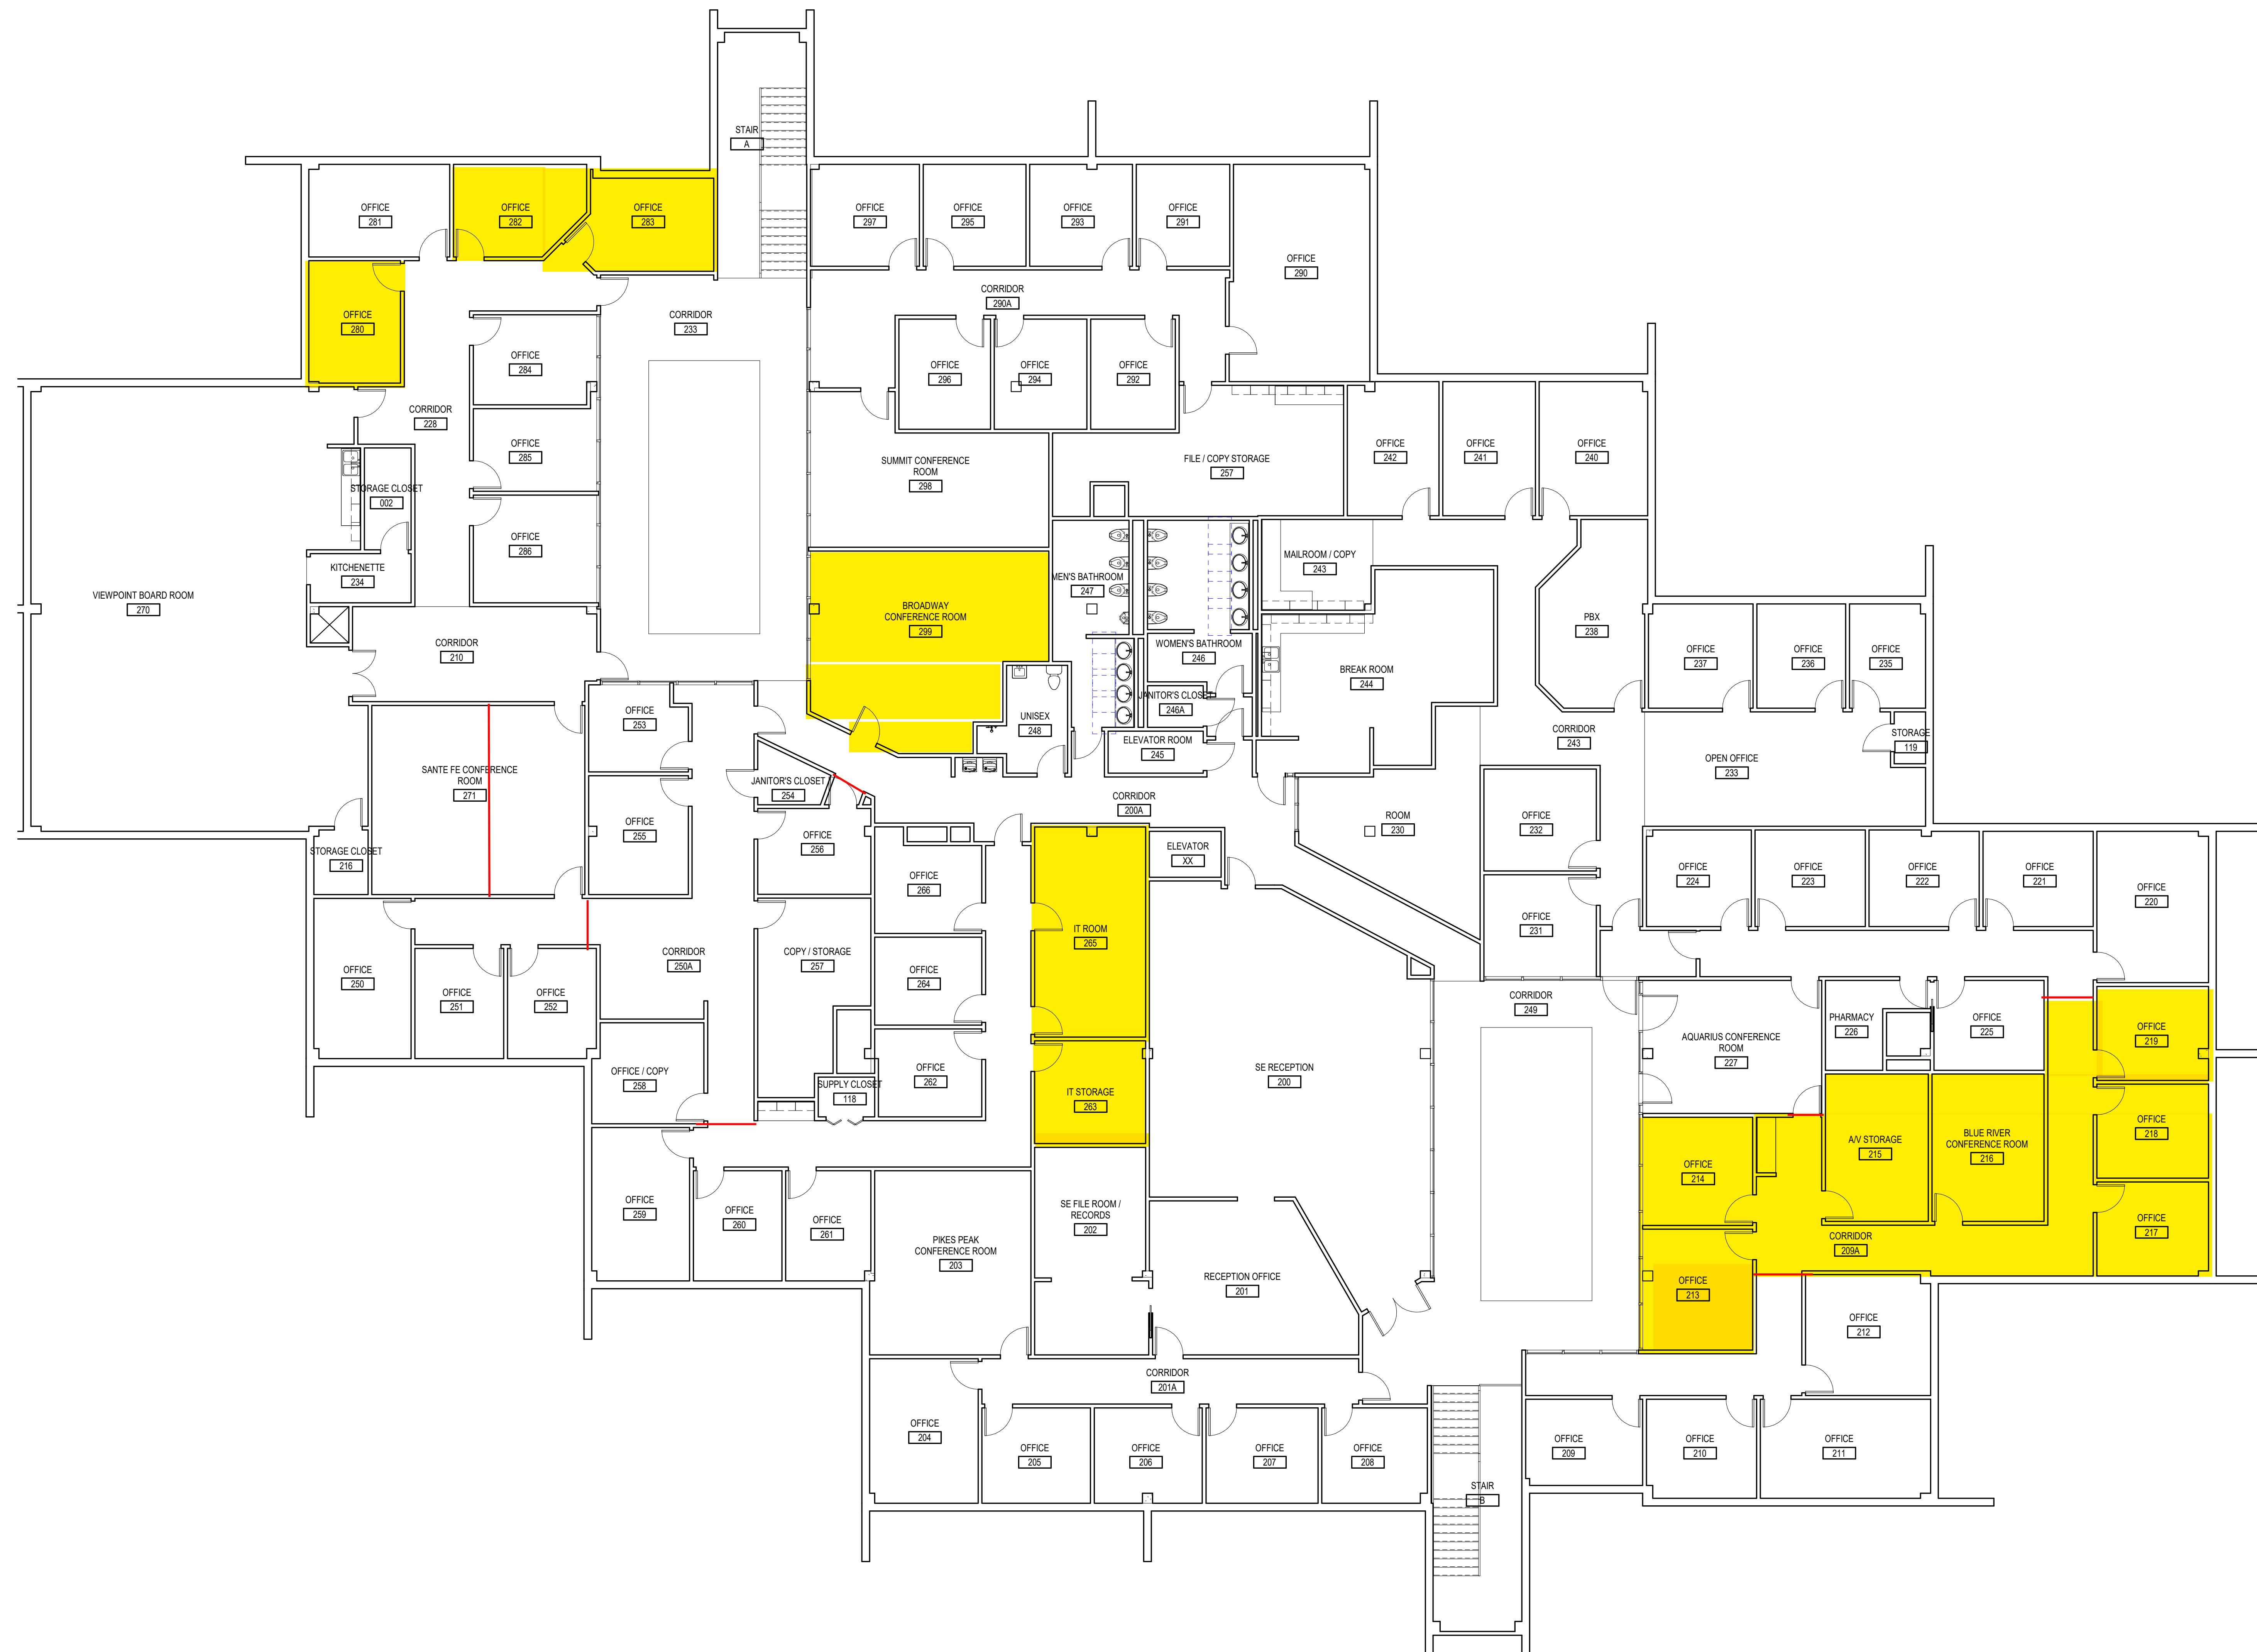 STAIR
A
OFFICE
281
OFFICE
282
OFFICE
283
OFFICE
297
OFFICE
295
OFFICE
293
OFFICE
291
OFFICE
290
CORRIDOR
290A
OFFICE
280
CORRIDOR
233
OFFICE
284
OFFICE
296
OFFICE
294
OFFICE
292
CORRIDOR
228
OFFICE
285
SUMMIT CONFERENCE
ROOM
298
FILE / COPY STORAGE
257
OFFICE
242
OFFICE
241
OFFICE
240
STORAGE CLOSET
002
OFFICE
286
KITCHENETTE
234
VIEWPOINT BOARD ROOM
270
MAILROOM / COPY
243
MEN'S BATHROOM
247
BROADWAY
CONFERENCE ROOM
299
PBX
238
CORRIDOR
210
WOMEN'S BATHROOM
246
BREAK ROOM
244
OFFICE
237
OFFICE
236
OFFICE
235
JANITOR'S CLOSET
246A
OFFICE
253
UNISEX
248
ELEVATOR ROOM
245
CORRIDOR
243
STORAGE
119
OPEN OFFICE
233
SANTE FE CONFERENCE
ROOM
271
JANITOR'S CLOSET
254
CORRIDOR
200A
OFFICE
255
OFFICE
256
ROOM
230
OFFICE
232
ELEVATOR
XX
STORAGE CLOSET
216
OFFICE
266
OFFICE
224
OFFICE
223
OFFICE
222
OFFICE
221
OFFICE
220
IT ROOM
265
OFFICE
231
CORRIDOR
250A
COPY / STORAGE
257
OFFICE
264
OFFICE
250
OFFICE
251
OFFICE
252
CORRIDOR
249
AQUARIUS CONFERENCE
ROOM
227
PHARMACY
226
OFFICE
225
OFFICE
219
OFFICE / COPY
258
SUPPLY CLOSET
118
OFFICE
262
IT STORAGE
263
SE RECEPTION
200
OFFICE
214
A/V STORAGE
215
BLUE RIVER
CONFERENCE ROOM
216
OFFICE
218
OFFICE
259
OFFICE
260
OFFICE
261
SE FILE ROOM /
RECORDS
202
PIKES PEAK
CONFERENCE ROOM
203
OFFICE
217
CORRIDOR
209A
RECEPTION OFFICE
201
OFFICE
213
OFFICE
212
CORRIDOR
201A
OFFICE
204
OFFICE
205
OFFICE
206
OFFICE
207
OFFICE
208
OFFICE
209
OFFICE
210
OFFICE
211
STAIR
B